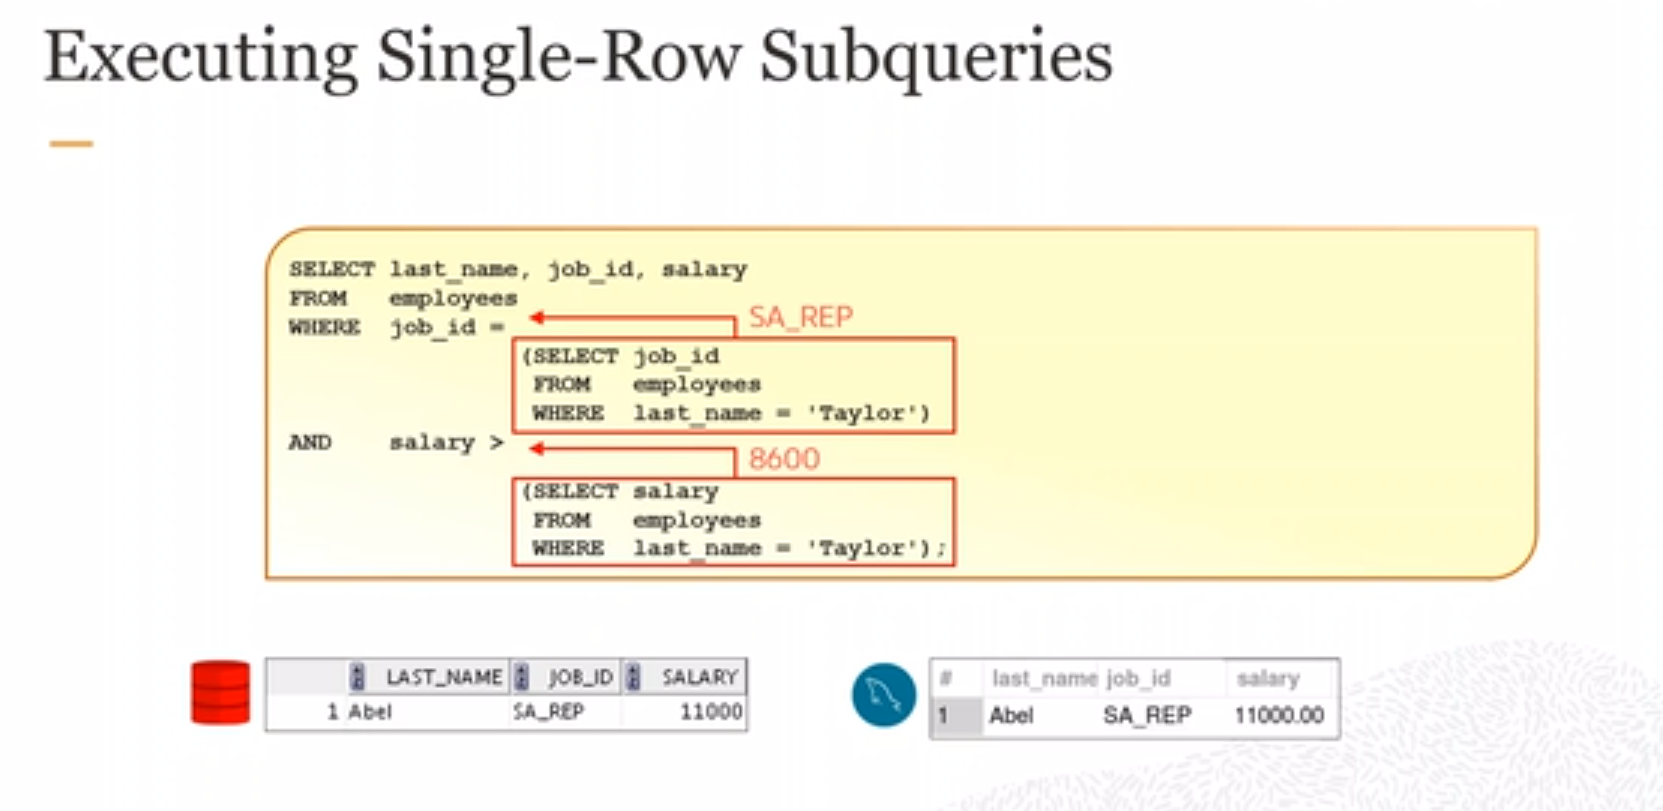 Executing Single-Row Subqueries
SELECT last_name, job_id, salary
FROM employees
WHERE job_id =
SA_REP
(SELECT job_id
FROM employees
WHERE last_name = 'Taylor')
AND salary >
8600
(SELECT salary
FROM employees
WHERE last_name = 'Taylor');
LAST_NAME JOB_ID SALARY
1 Abel SA_REP 11000
# last_name job_id salary
1 Abel SA_REP 11000.00